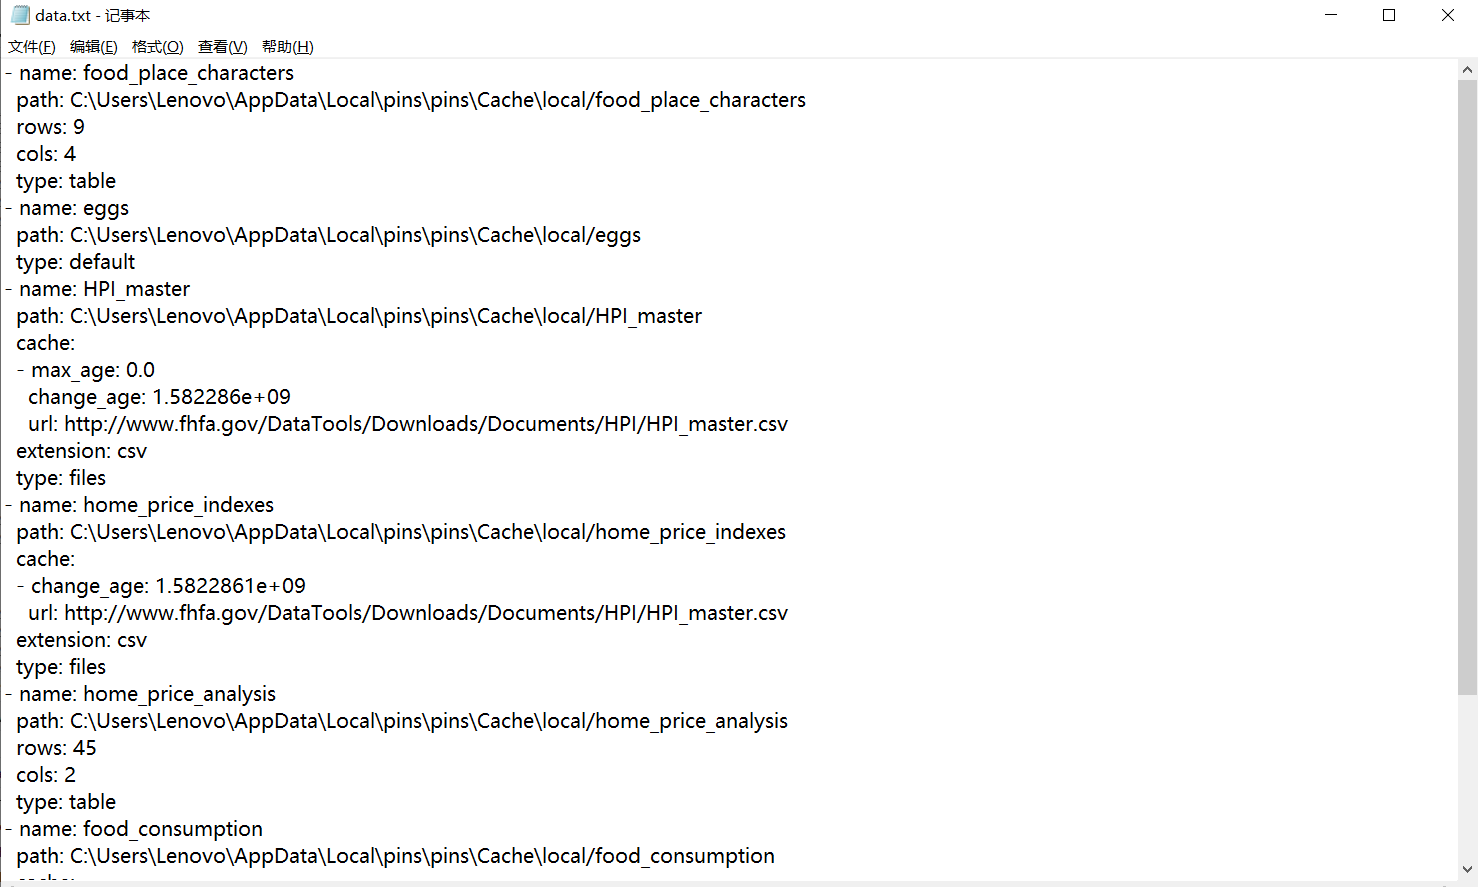 data.txt - 记事本
文件(F) 编辑(E) 格式(O) 查看(V) 帮助(H)
- name: food_place_characters
  path: C:\Users\Lenovo\AppData\Local\pins\pins\Cache\local/food_place_characters
  rows: 9
  cols: 4
  type: table
- name: eggs
  path: C:\Users\Lenovo\AppData\Local\pins\pins\Cache\local/eggs
  type: default
- name: HPI_master
  path: C:\Users\Lenovo\AppData\Local\pins\pins\Cache\local/HPI_master
  cache:
  - max_age: 0.0
    change_age: 1.582286e+09
    url: http://www.fhfa.gov/DataTools/Downloads/Documents/HPI/HPI_master.csv
  extension: csv
  type: files
- name: home_price_indexes
  path: C:\Users\Lenovo\AppData\Local\pins\pins\Cache\local/home_price_indexes
  cache:
  - change_age: 1.5822861e+09
    url: http://www.fhfa.gov/DataTools/Downloads/Documents/HPI/HPI_master.csv
  extension: csv
  type: files
- name: home_price_analysis
  path: C:\Users\Lenovo\AppData\Local\pins\pins\Cache\local/home_price_analysis
  rows: 45
  cols: 2
  type: table
- name: food_consumption
  path: C:\Users\Lenovo\AppData\Local\pins\pins\Cache\local/food_consumption